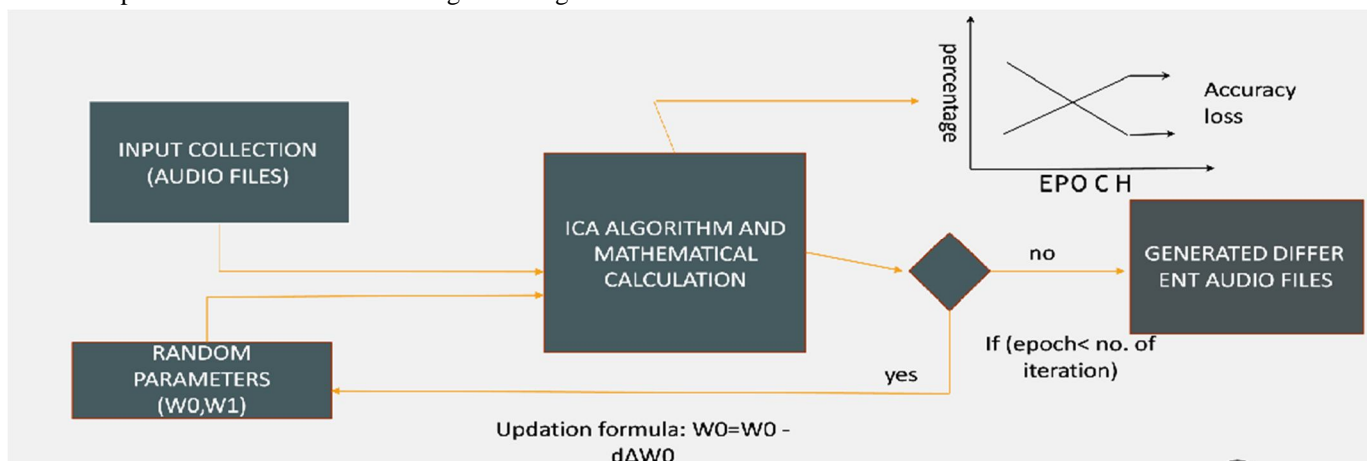 INPUT COLLECTION
(AUDIO FILES)
RANDOM
PARAMETERS
(W0,W1)
ICA ALGORITHM AND
MATHEMATICAL
CALCULATION
percentage
EPO C H
Accuracy
loss
no
GENERATED DIFFER
ENT AUDIO FILES
If (epoch< no. of
iteration)
yes
Updation formula: W0=W0 -
dΔW0